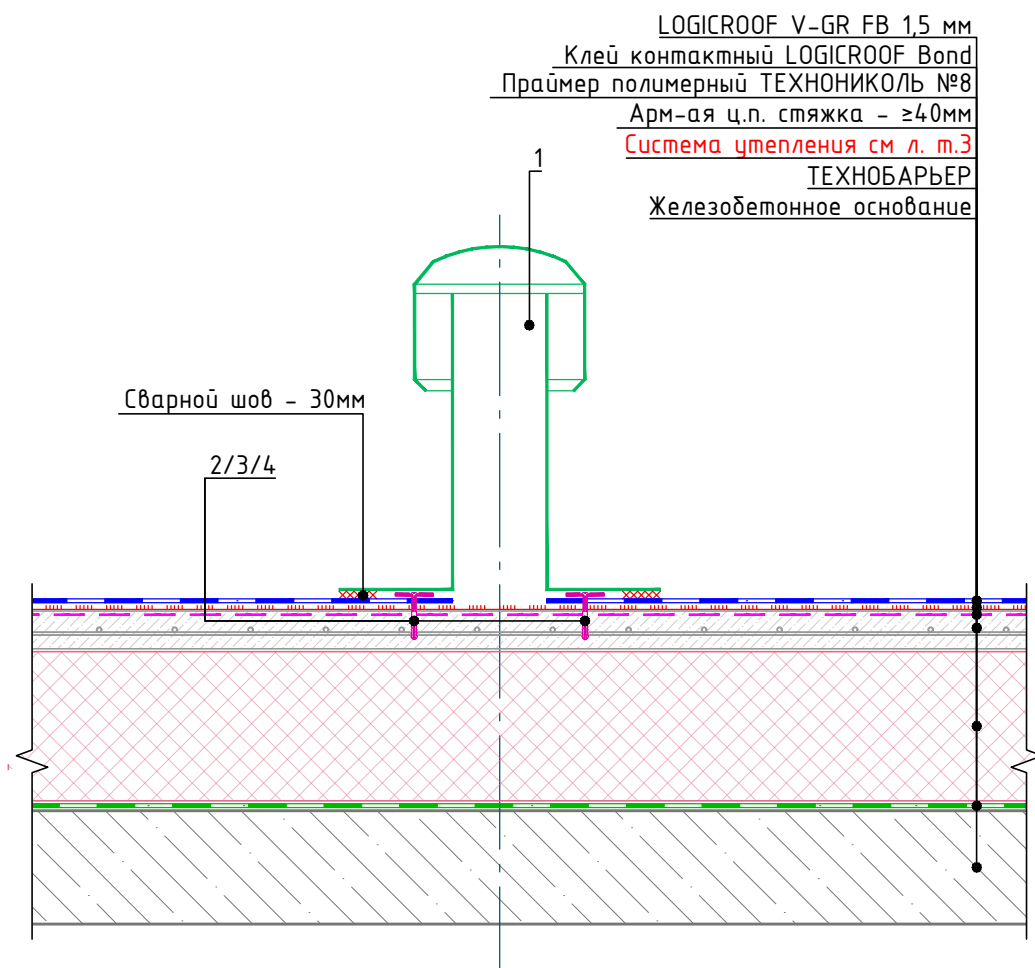 LOGICROOF V-GR FB 1,5 мм
Клей контактный LOGICROOF Bond
Праймер полимерный ТЕХНОНИКОЛЬ №8
Арм-ая ц.п. стяжка - ≥40мм
Система утепления см л. т.3
ТЕХНОБАРЬЕР
Железобетонное основание
1
Сварной шов - 30мм
2/3/4